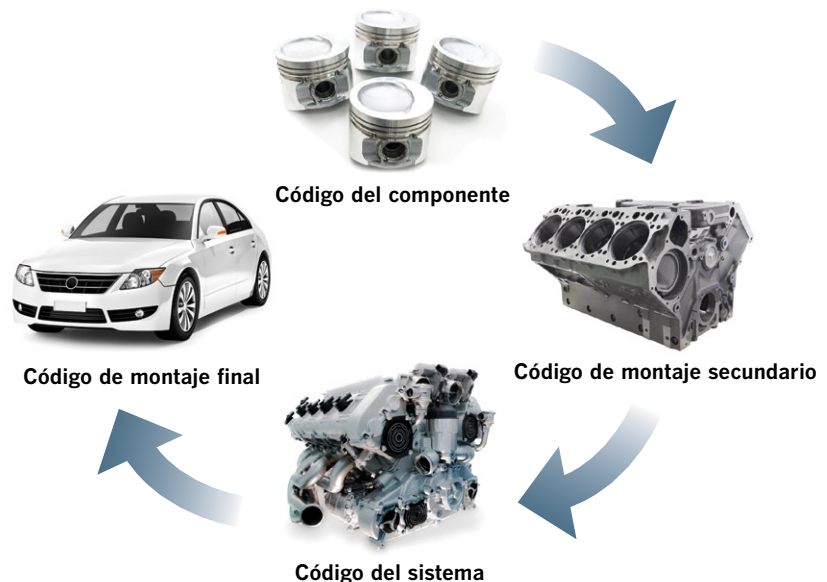 Código del componente
Código de montaje secundario
Código del sistema
Código de montaje final